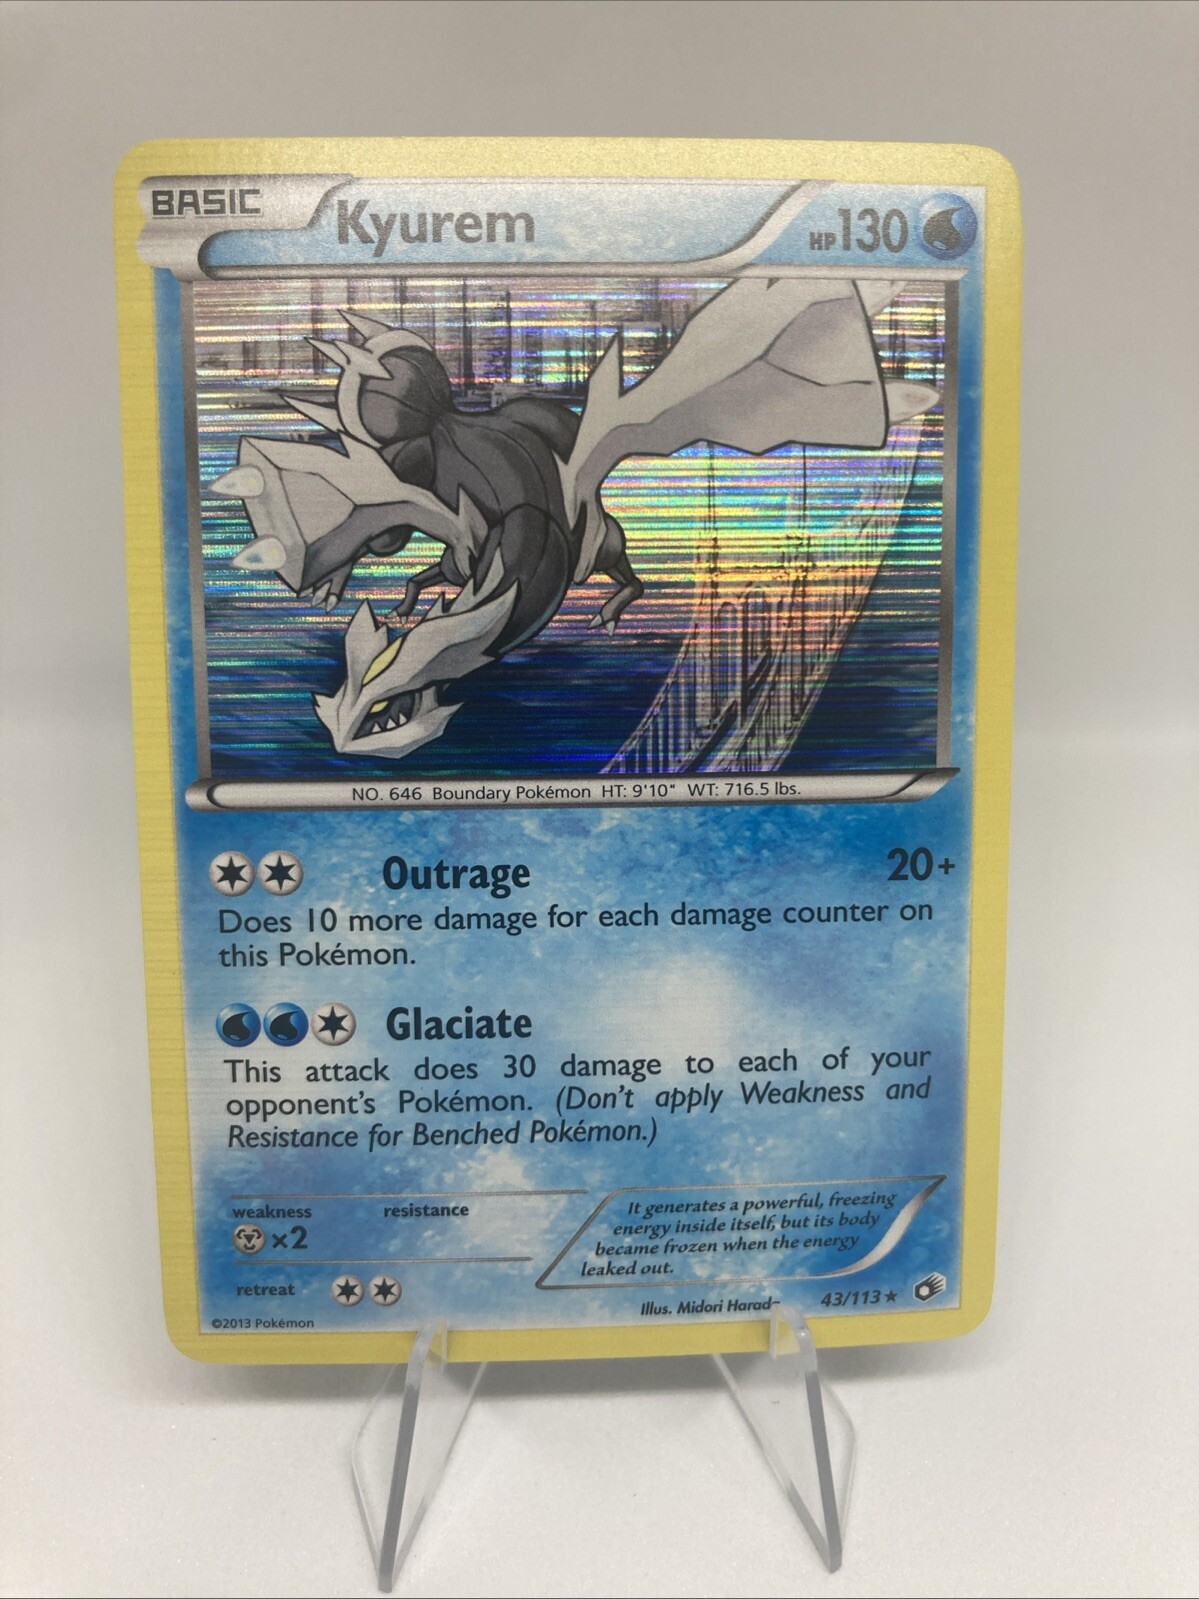 BASIC
Kyurem
HP130
NO. 646 Boundary Pokémon HT: 9'10" WT: 716.5 lbs.
Outrage 20+
Does 10 more damage for each damage counter on
this Pokémon.
Glaciate
This attack does 30 damage to each of your
opponent's Pokémon. (Don't apply Weakness and
Resistance for Benched Pokémon.)
weakness resistance
×2
retreat
It generates a powerful, freezing
energy inside itself, but its body
became frozen when the energy
leaked out.
Illus. Midori
43/113★
©2013 Pokémon